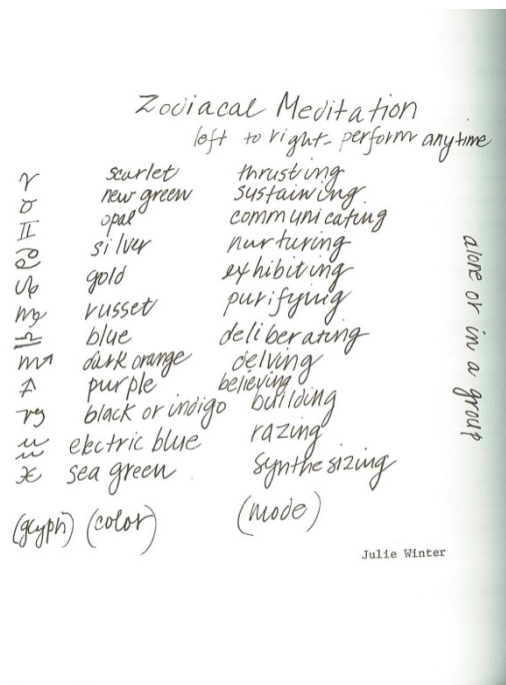 Zodiacal Meditation
left to right - perform anytime
♈ scarlet thrusting
♉ new green sustaining
♊ opal communicating
♋ silver nurturing
♌ gold exhibiting
♍ russet purifying
♎ blue deliberating
♏ dark orange delving
♐ purple believing
♑ black or indigo building
♒ electric blue razing
♓ sea green synthesizing
(glyph) (color) (mode)
alone or in a group
Julie Winter